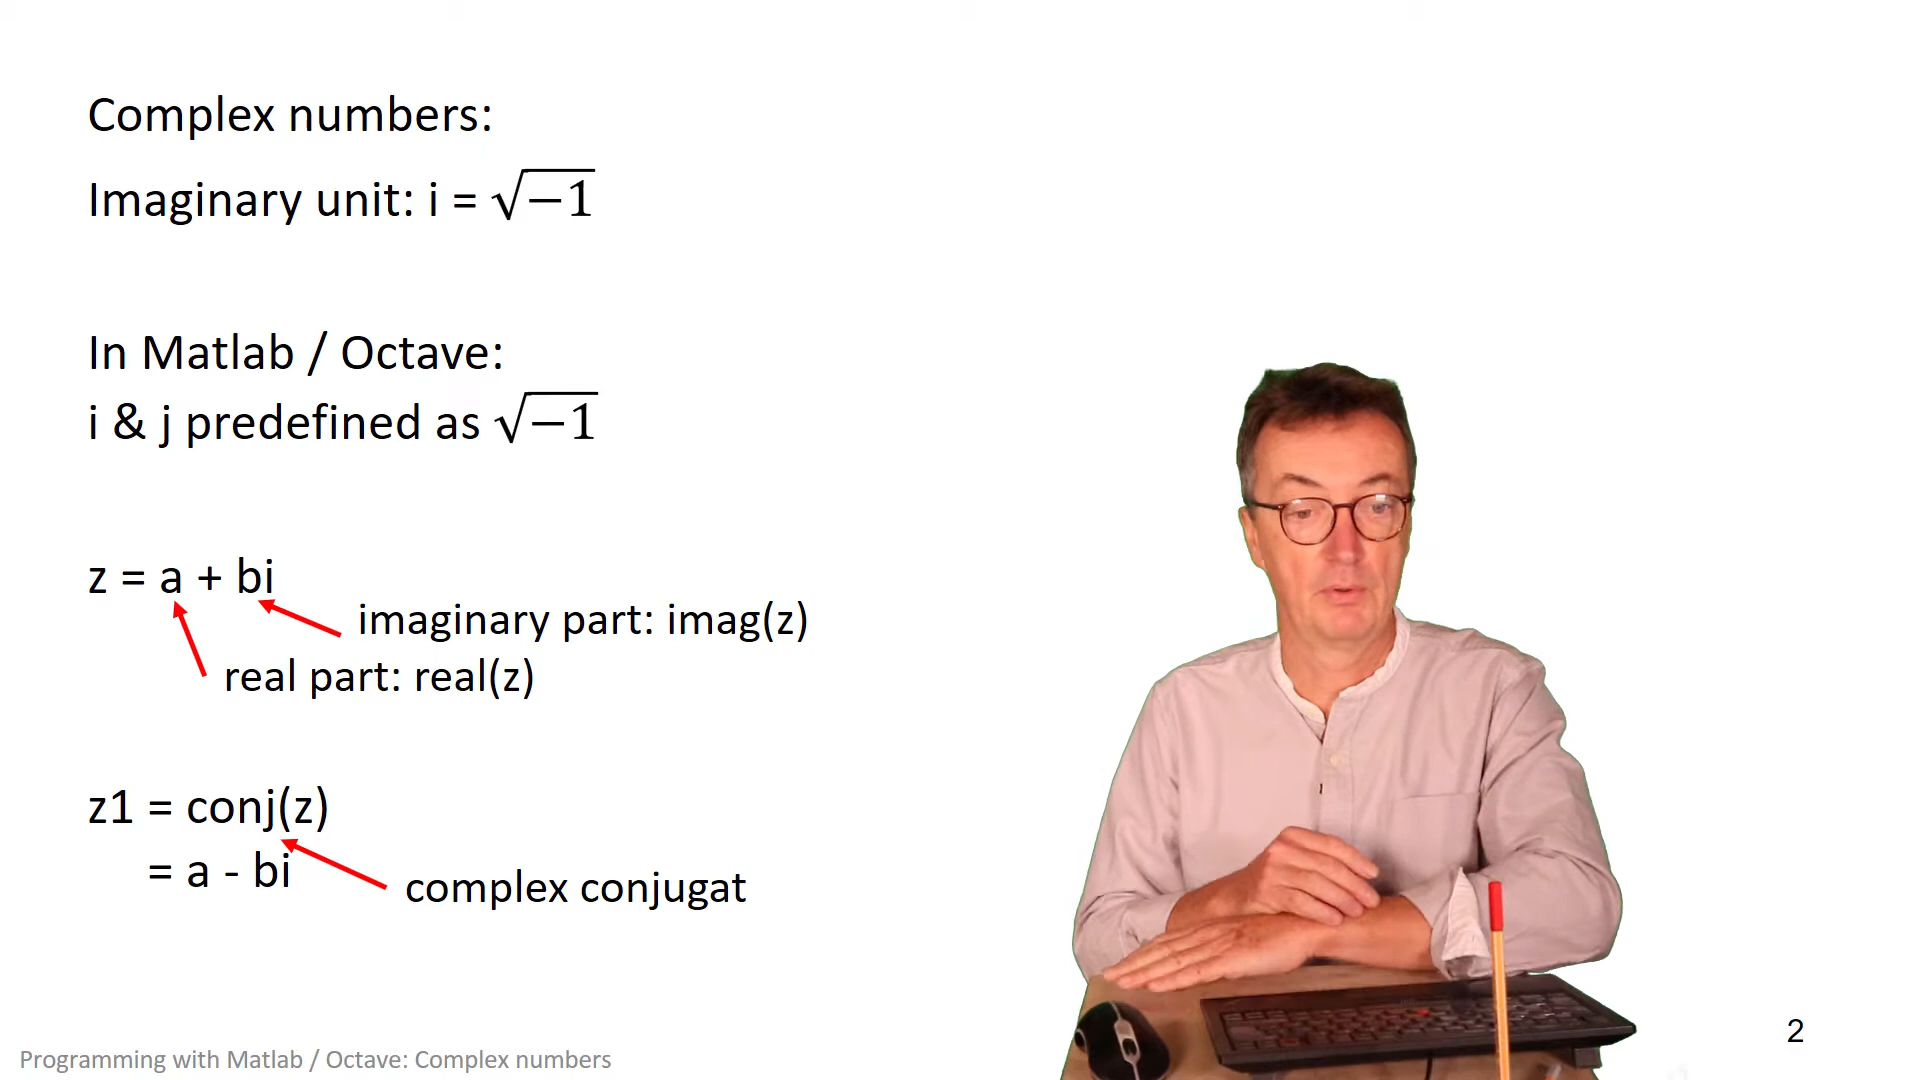 Complex numbers:
Imaginary unit: i = √−1
In Matlab / Octave:
i & j predefined as √−1
z = a + bi
imaginary part: imag(z)
real part: real(z)
z1 = conj(z)
= a - bi
complex conjugat
Programming with Matlab / Octave: Complex numbers
2